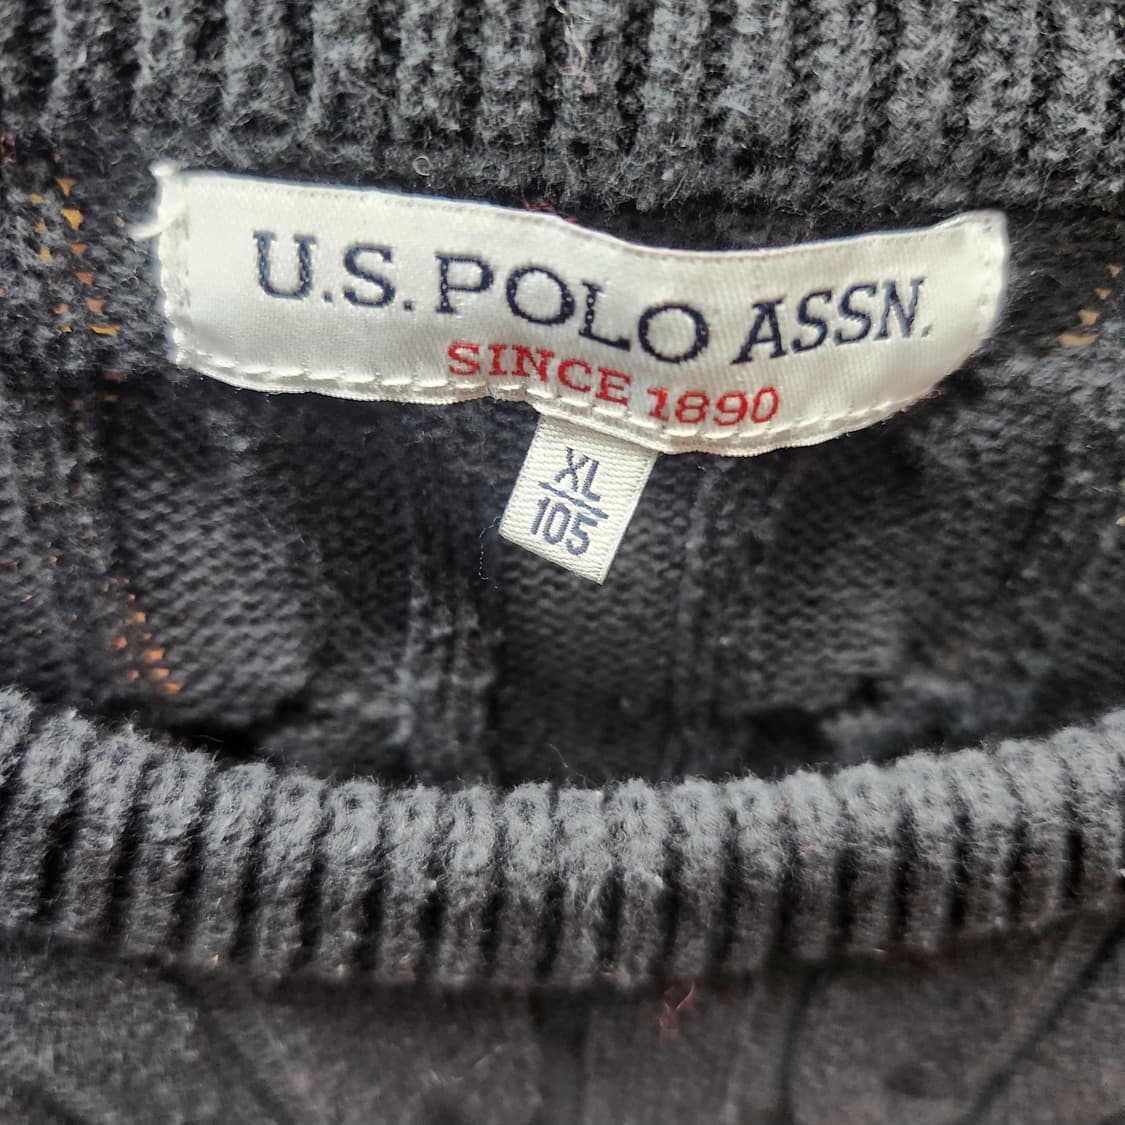 U.S. POLO ASSN.
SINCE 1890
XL
105